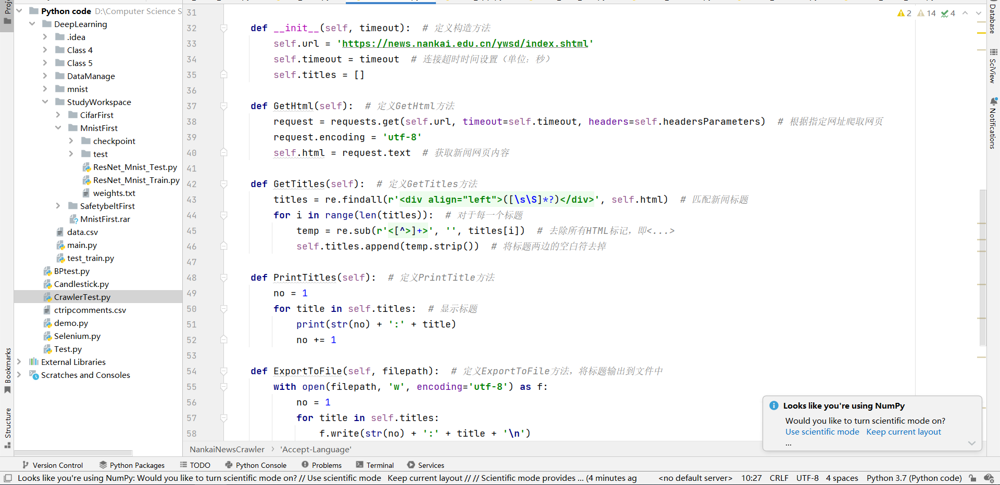 Python code D:\Computer Science S
DeepLearning
.idea
Class 4
Class 5
DataManage
mnist
StudyWorkspace
CifarFirst
MnistFirst
checkpoint
test
ResNet_Mnist_Test.py
ResNet_Mnist_Train.py
weights.txt
SafetybeltFirst
MnistFirst.rar
data.csv
main.py
test_train.py
BPtest.py
Candlestick.py
CrawlerTest.py
ctripcomments.csv
demo.py
Selenium.py
Test.py
External Libraries
Scratches and Consoles
Bookmarks
Structure
31
32 def __init__(self, timeout):  # 定义构造方法
33 self.url = 'https://news.nankai.edu.cn/ywsd/index.shtml'
34 self.timeout = timeout  # 连接超时时间设置（单位：秒）
35 self.titles = []
36
37 def GetHtml(self):  # 定义GetHtml方法
38 request = requests.get(self.url, timeout=self.timeout, headers=self.headersParameters)  # 根据指定网址爬取网页
39 request.encoding = 'utf-8'
40 self.html = request.text  # 获取新闻网页内容
41
42 def GetTitles(self):  # 定义GetTitles方法
43 titles = re.findall(r'<div align="left">([\s\S]*?)</div>', self.html)  # 匹配新闻标题
44 for i in range(len(titles)):  # 对于每一个标题
45 temp = re.sub(r'<[^>]+>', '', titles[i])  # 去除所有HTML标记，即<...>
46 self.titles.append(temp.strip())  # 将标题两边的空白符去掉
47
48 def PrintTitles(self):  # 定义PrintTitle方法
49 no = 1
50 for title in self.titles:  # 显示标题
51 print(str(no) + ':' + title)
52 no += 1
53
54 def ExportToFile(self, filepath):  # 定义ExportToFile方法，将标题输出到文件中
55 with open(filepath, 'w', encoding='utf-8') as f:
56 no = 1
57 for title in self.titles:
58 f.write(str(no) + ':' + title + '\n')
2 14 4
Database
SciView
Notifications
Looks like you're using NumPy
Would you like to turn scientific mode on?
Use scientific mode Keep current layout
...
NankaiNewsCrawler › 'Accept-Language'
Version Control Python Packages TODO Python Console Problems Terminal Services
Looks like you're using NumPy: Would you like to turn scientific mode on? // Use scientific mode Keep current layout // // Scientific mode provides ... (4 minutes ag <no default server> 10:27 CRLF UTF-8 4 spaces Python 3.7 (Python code)